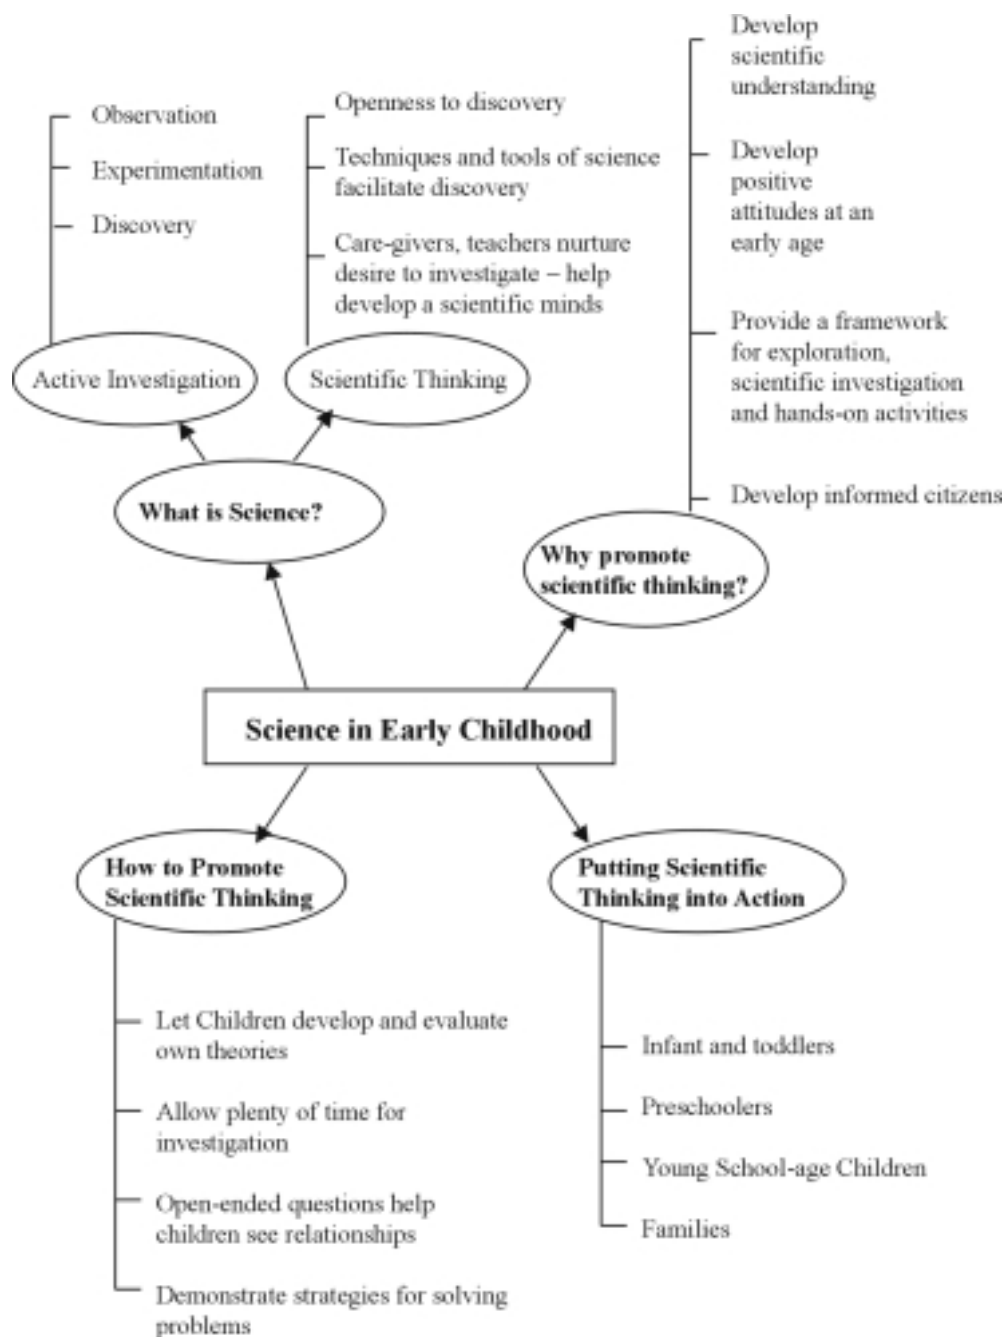 Observation
Experimentation
Discovery
Active Investigation
Openness to discovery
Techniques and tools of science
facilitate discovery
Care-givers, teachers nurture
desire to investigate – help
develop a scientific minds
Scientific Thinking
What is Science?
Develop
scientific
understanding
Develop
positive
attitudes at an
early age
Provide a framework
for exploration,
scientific investigation
and hands-on activities
Develop informed citizens
Why promote
scientific thinking?
Science in Early Childhood
How to Promote
Scientific Thinking
Let Children develop and evaluate
own theories
Allow plenty of time for
investigation
Open-ended questions help
children see relationships
Demonstrate strategies for solving
problems
Putting Scientific
Thinking into Action
Infant and toddlers
Preschoolers
Young School-age Children
Families